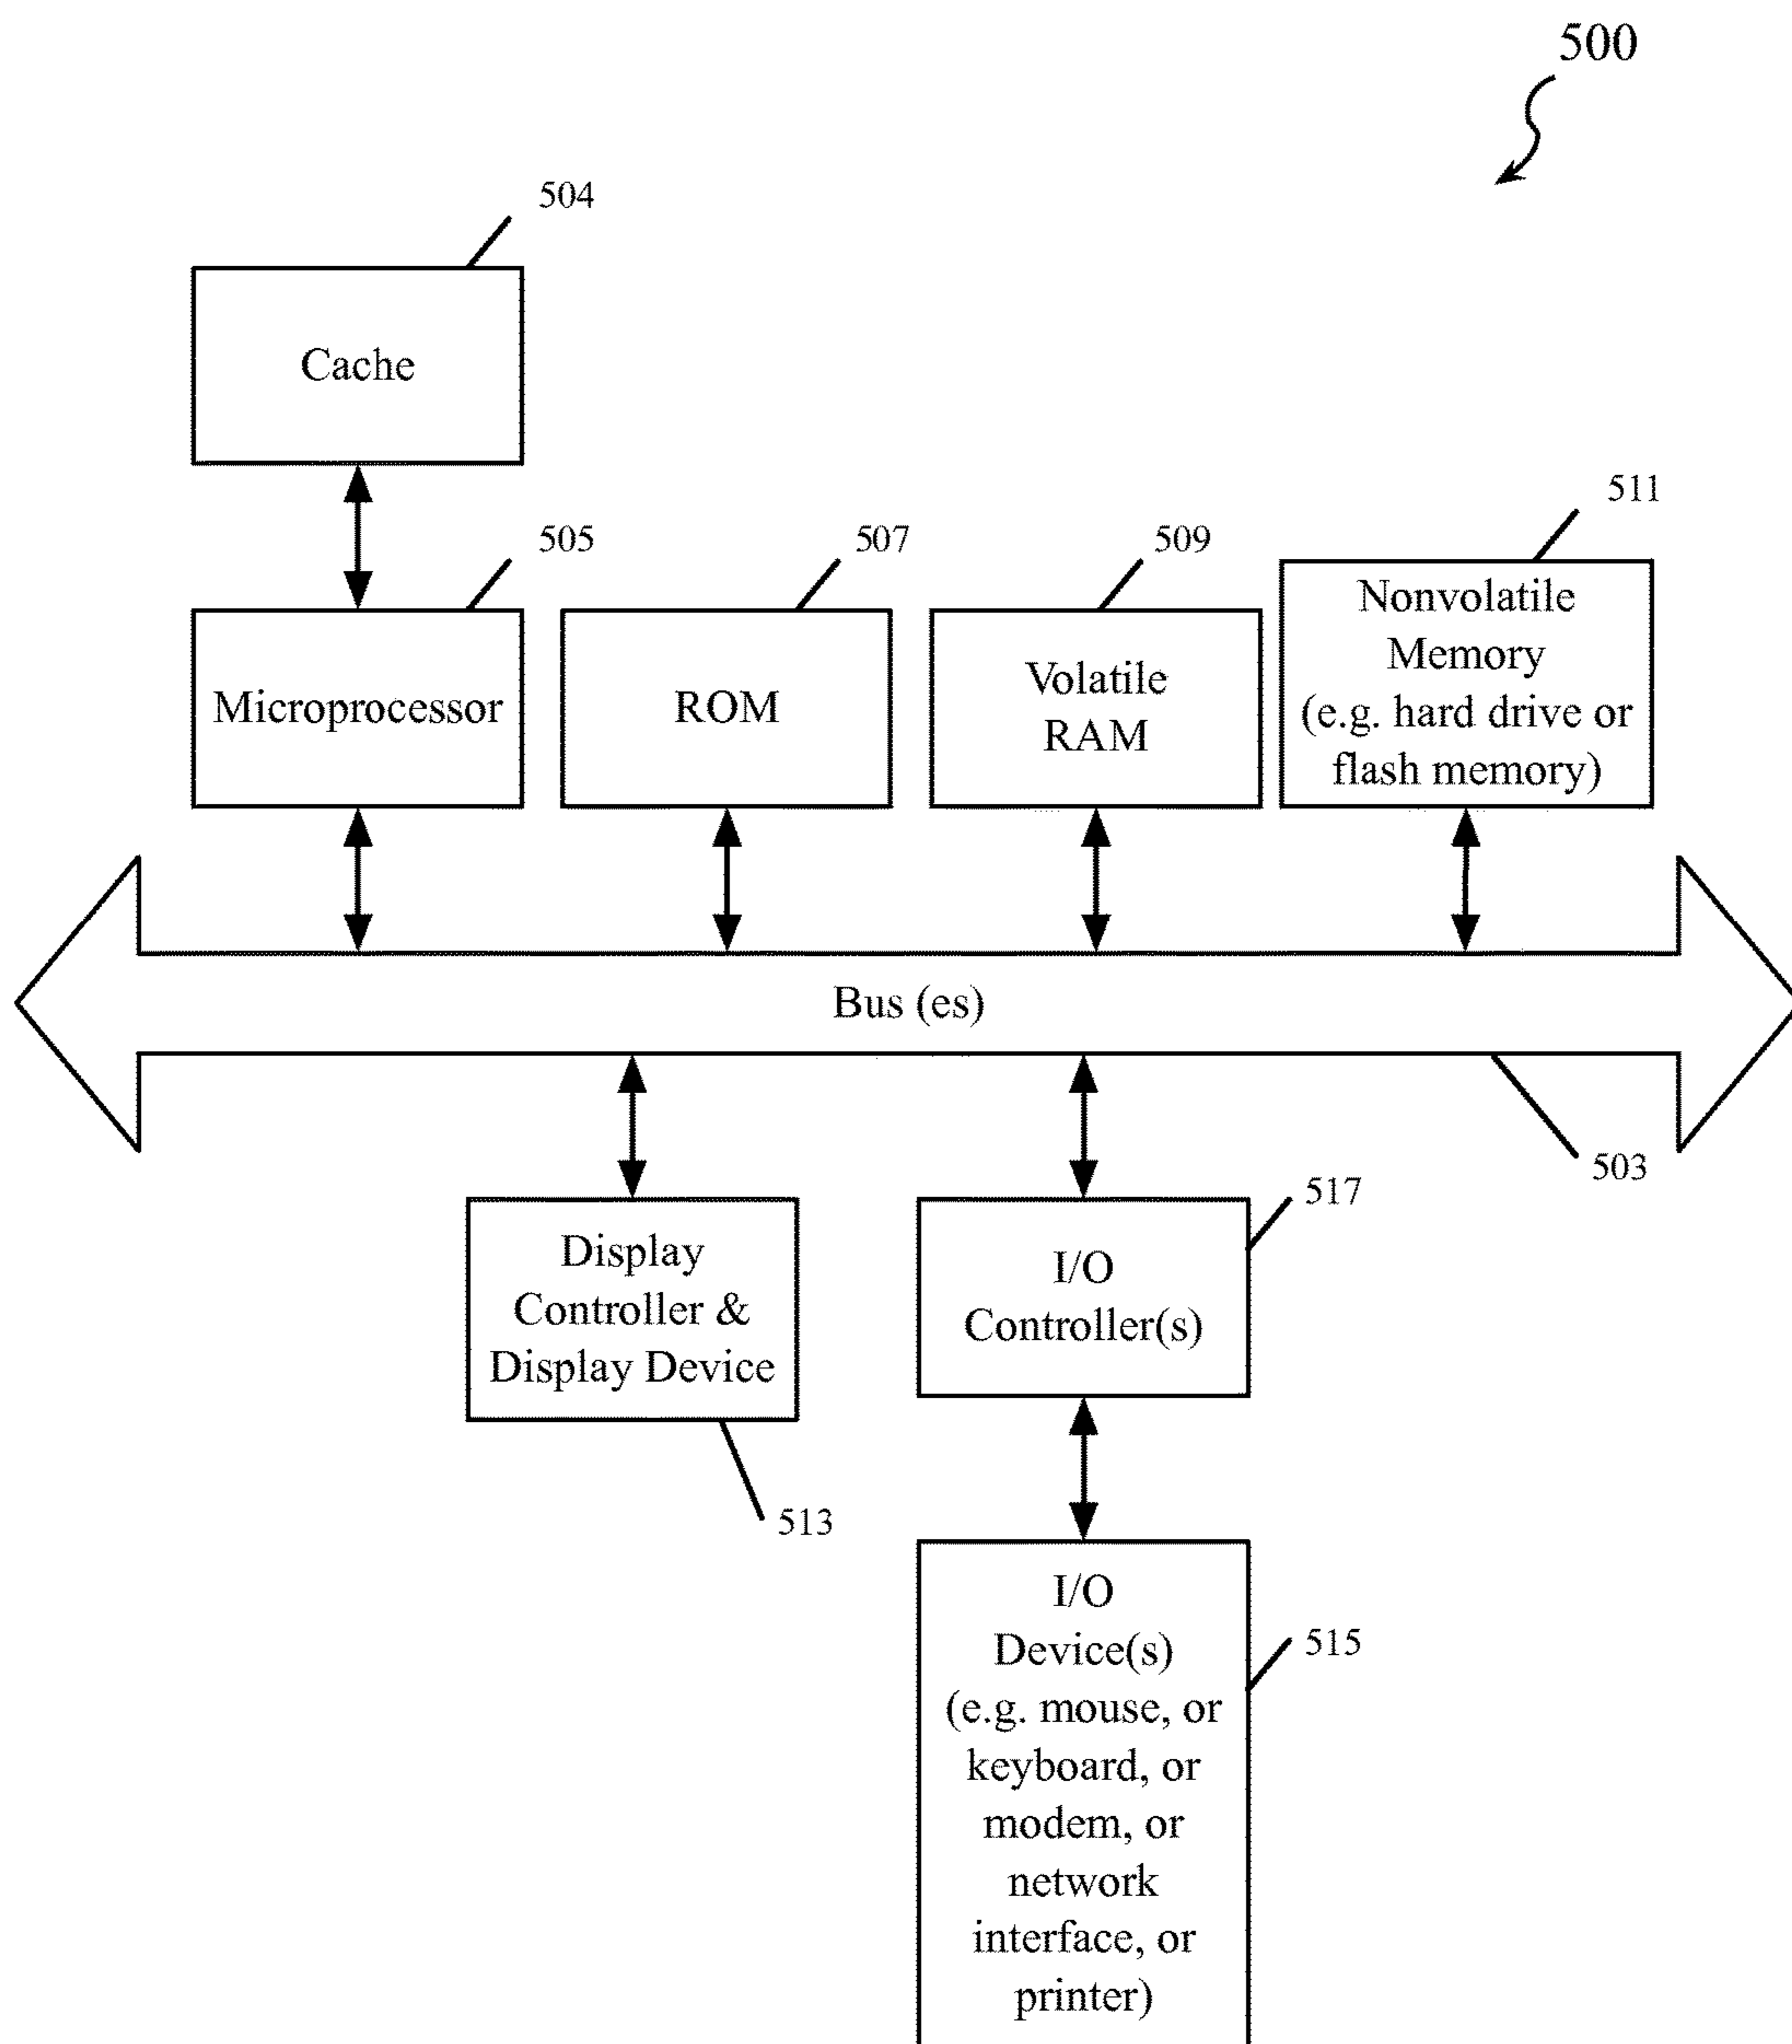 500
504
Cache
505
507
509
511
Microprocessor
ROM
Volatile
RAM
Nonvolatile
Memory
(e.g. hard drive or
flash memory)
Bus (es)
503
517
Display
Controller &
Display Device
I/O
Controller(s)
513
I/O
Device(s)
(e.g. mouse, or
keyboard, or
modem, or
network
interface, or
printer)
515